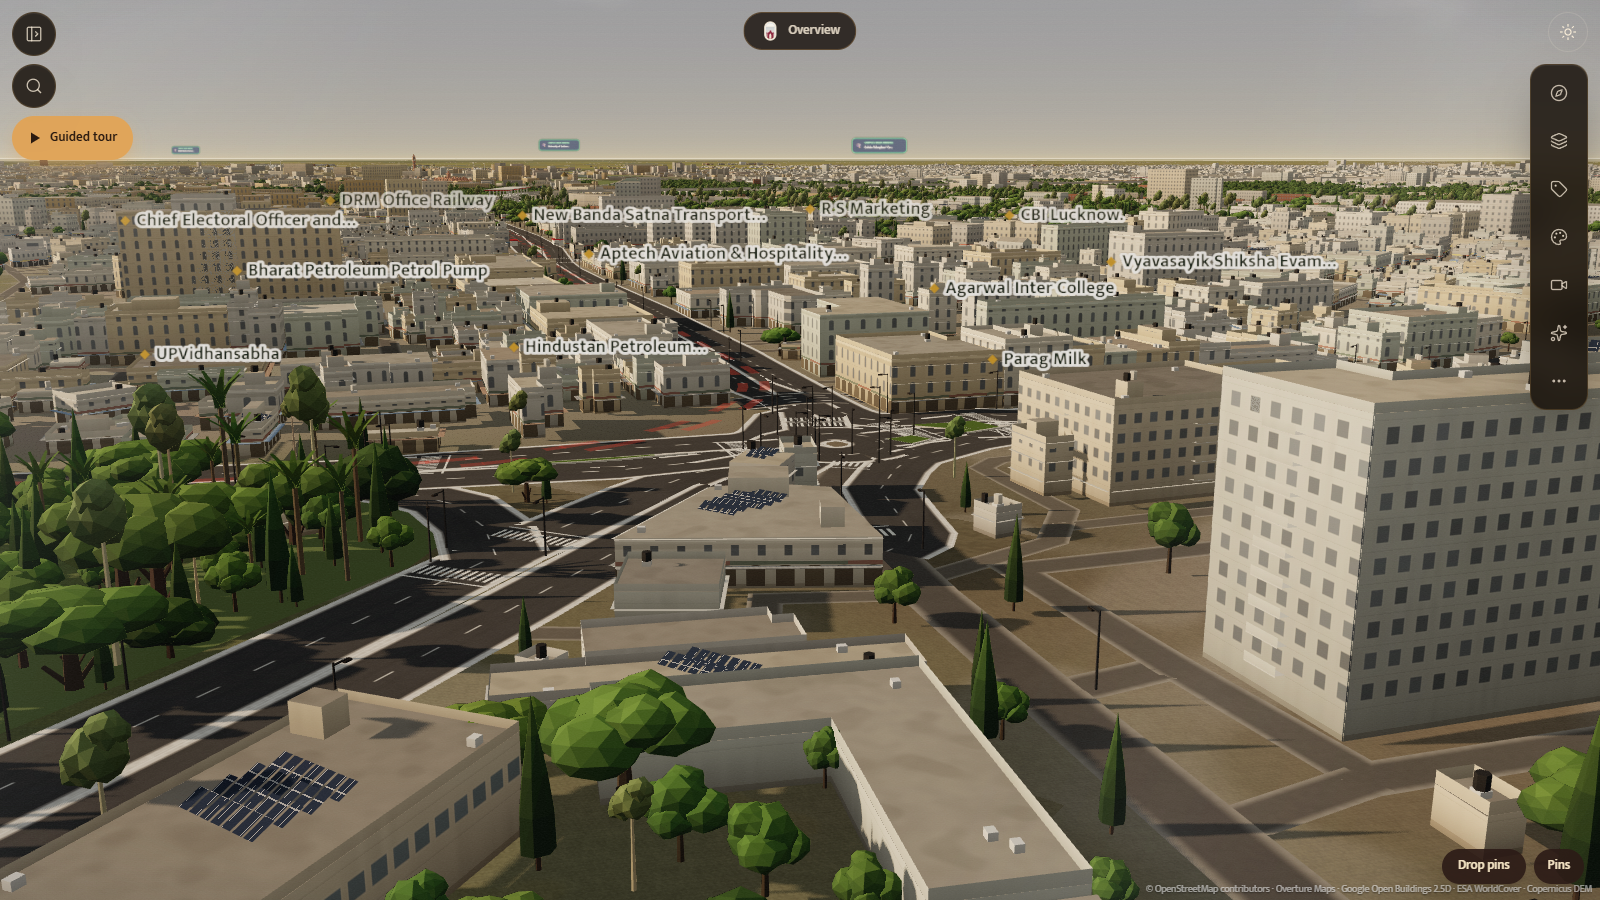 Overview
Guided tour
DRM Office Railway
Chief Electoral Officer and...
New Banda Satna Transport...
R S Marketing
CBI Lucknow.
Aptech Aviation & Hospitality...
Vyavasayik Shiksha Evam...
Bharat Petroleum Petrol Pump
Agarwal Inter College
UPVidhansabha
Hindustan Petroleum...
Parag Milk
Drop pins
Pins
© OpenStreetMap contributors · Overture Maps · Google Open Buildings 2.5D · ESA WorldCover · Copernicus DEM